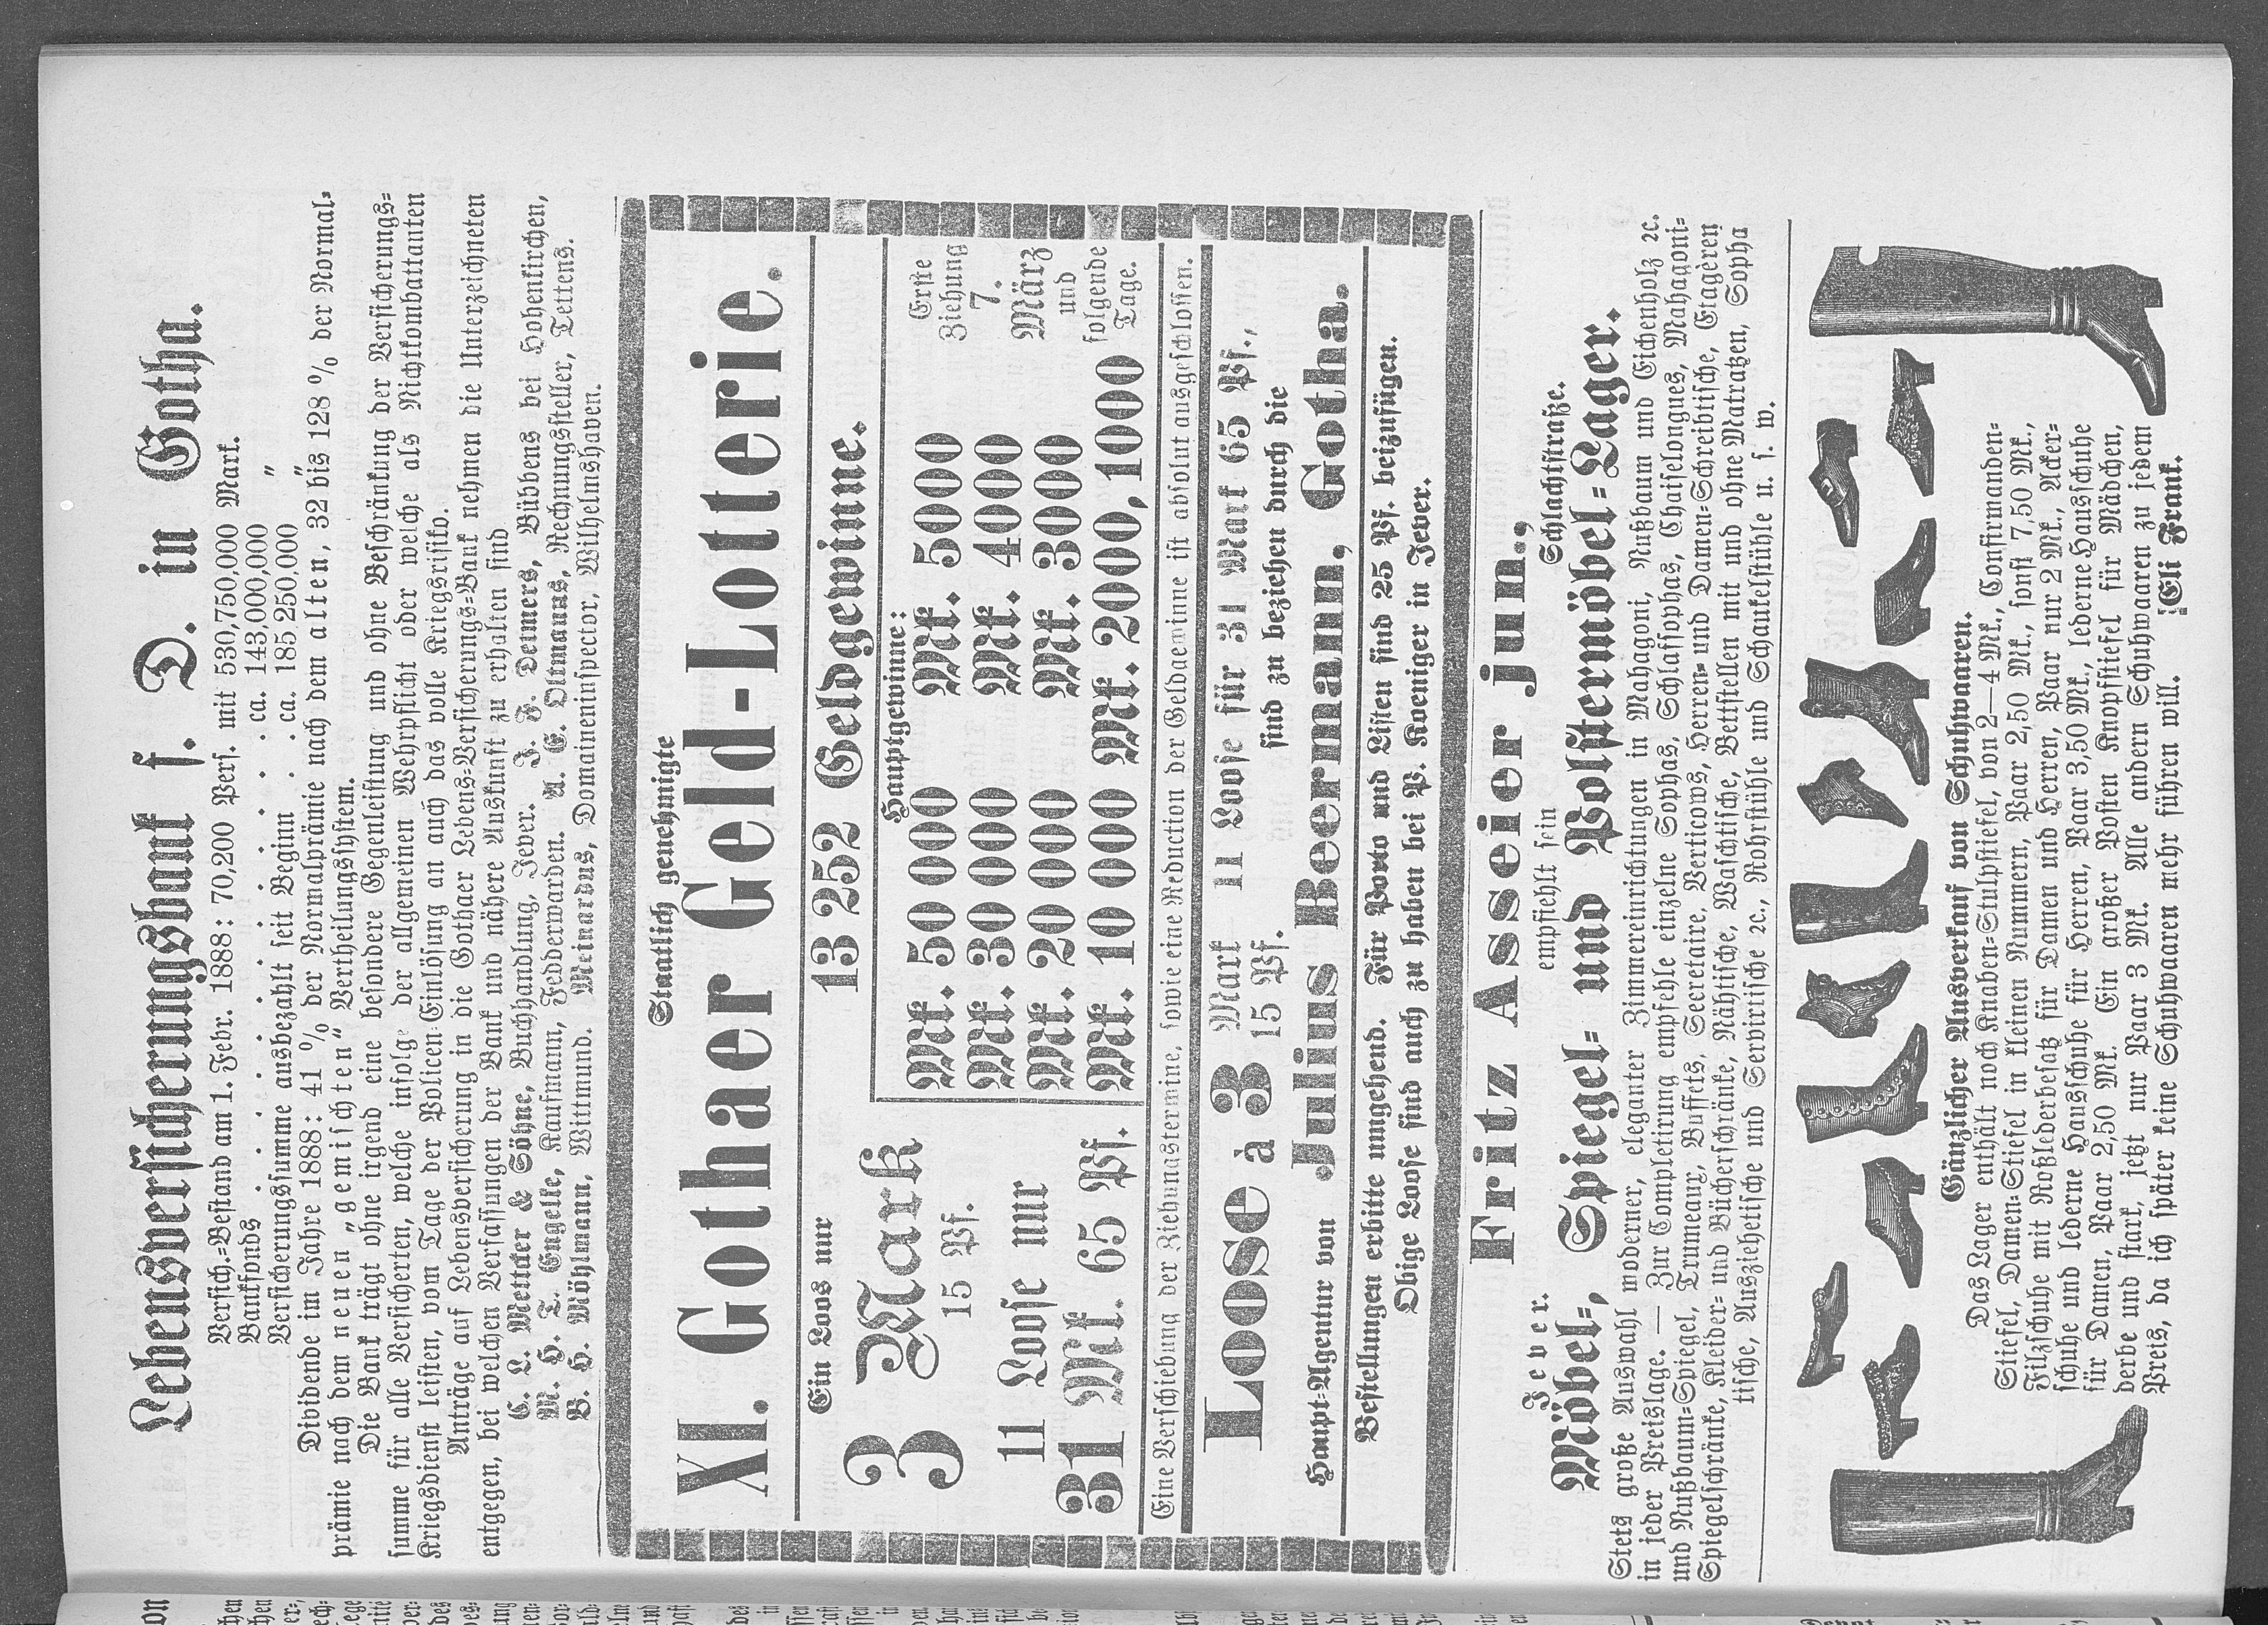 Lebensversicherungsbank f. D. in Gotha.
Versich.=Bestand am 1. Febr. 1888: 70,200 Pers. mit 530,750,000 Mark.
Bankfonds . . . . . . . . . . . ca. 143,000,000 „
Versicherungssumme ausbezahlt seit Beginn . . ca. 185 250,000 „
Dividende im Jahre 1888: 41 % der Normalprämie nach dem alten, 32 bis 128 % der Normal=
prämie nach dem neuen „gemischten“ Vertheilungssystem.
Die Bank trägt ohne irgend eine besondere Gegenleistung und ohne Beschränkung der Versicherungs=
summe für alle Versicherten, welche infolge der allgemeinen Wehrpflicht oder welche als Nichtkombattanten
Kriegsdienst leisten, vom Tage der Policen=Einlösung an auch das volle Kriegsrisiko.
Anträge auf Lebensversicherung in die Gothaer Lebens=Versicherungs=Bank nehmen die Unterzeichneten
entgegen, bei welchen Verfassungen der Bank und nähere Auskunft zu erhalten sind
C. L. Mettcker & Söhne, Buchhandlung, Jever. J. F. Detmers, Bübbens bei Hohenkirchen,
M. H. T. Engelke, Kaufmann, Fedderwarden. A. E. Oltmanns, Rechnungssteller, Tettens.
B. H. Möhlmann, Wittmund. Meinardus, Domaineninspector, Wilhelmshaven.
Staatlich genehmigte
XI. Gothaer Geld-Lotterie.
Ein Loos nur
3 Mark
15 Pf.
11 Loose nur
31 Mk. 65 Pf.
13 252 Geldgewinne.
Hauptgewinne:
Mk. 50 000 Mk. 5000
Mk. 30 000 Mk. 4000
Mk. 20 000 Mk. 3000
Mk. 10 000 Mk. 2000, 1000
Erste
Ziehung
7.
März
und
folgende
Tage.
Eine Verschiebung der Ziehungstermine, sowie eine Reduction der Geldgewinne ist absolut ausgeschlossen.
Loose à 3 Mark 15 Pf. 11 Loose für 31 Mark 65 Pf.,
sind zu beziehen durch die
Haupt=Agentur von Julius Beermann, Gotha.
Bestellungen erbitte umgehend. Für Porto und Listen sind 25 Pf. beizufügen.
Obige Loose sind auch zu haben bei P. Koeniger in Jever.
Fritz Asseier jun.,
Jever. empfiehlt sein Schlachtstraße.
Möbel=, Spiegel= und Polstermöbel=Lager.
Stets große Auswahl moderner, eleganter Zimmereinrichtungen in Mahagoni, Nußbaum und Eichenholz ꝛc.
in jeder Preislage. — Zur Completirung empfehle einzelne Sophas, Schlafsophas, Chaiselongues, Mahagoni=
und Nußbaum=Spiegel, Trumeaux, Buffets, Secretaire, Verticows, Herren= und Damen=Schreibtische, Etagèren
Spiegelschränke, Kleider= und Bücherschränke, Nähtische, Waschtische, Bettstellen mit und ohne Matratzen, Sopha
tische, Ausziehetische und Servirtische ꝛc., Rohrstühle und Schaukelstühle u. s. w.
Gänzlicher Ausverkauf von Schuhwaaren.
Das Lager enthält noch Knaben=Stulpstiefel, von 2—4 Mk., Confirmanden=
Stiefel, Damen=Stiefel in kleinen Nummern, Paar 2,50 Mk., sonst 7,50 Mk.,
Filzschuhe mit Roßlederbesatz für Damen und Herren, Paar nur 2 Mk., Acker=
schuhe und lederne Hausschuhe für Herren, Paar 3,50 Mk., lederne Hausschuhe
für Damen, Paar 2,50 Mk. Ein großer Posten Knopfstiefel für Mädchen,
derbe und stark, jetzt nur Paar 3 Mk. Alle andern Schuhwaaren zu jedem
Preis, da ich später keine Schuhwaaren mehr führen will. Eli Frank.